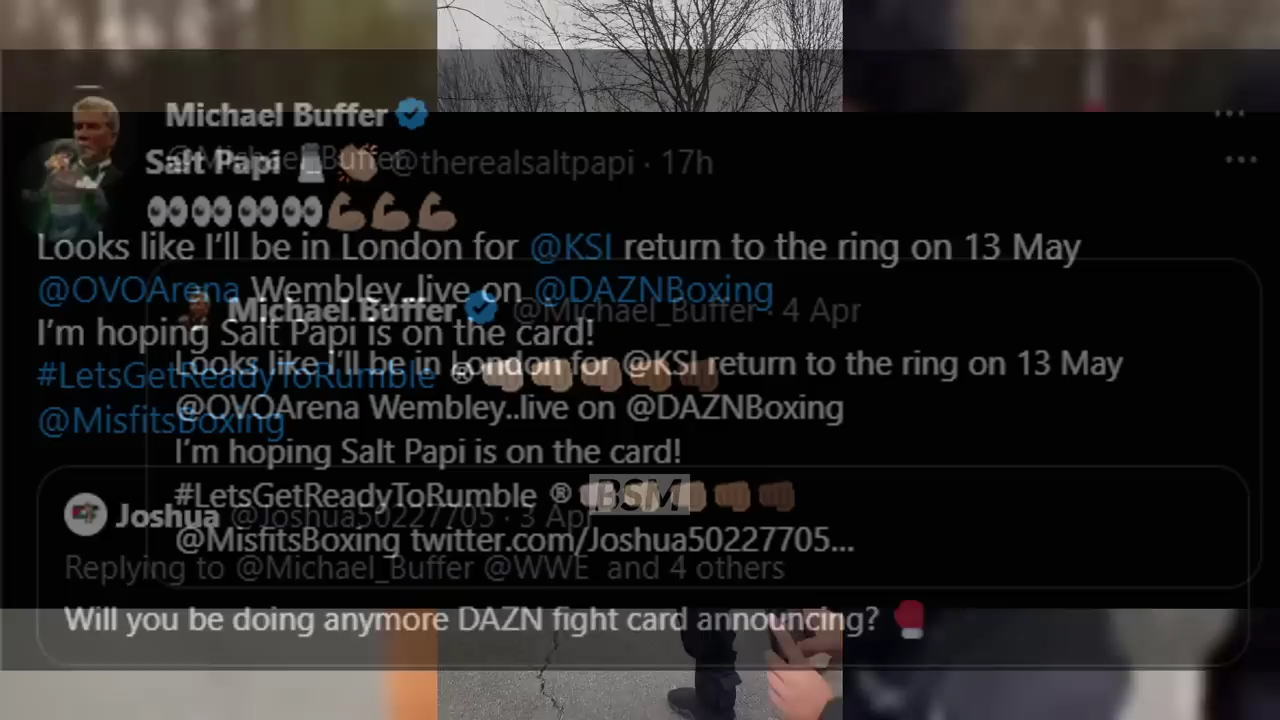 Michael Buffer
@Michael_Buffer
Looks like I'll be in London for @KSI return to the ring on 13 May
@OVOArena Wembley..live on @DAZNBoxing
I'm hoping Salt Papi is on the card!
#LetsGetReadyToRumble ®
@MisfitsBoxing
Joshua @Joshua50227705 · 3 Apr
Replying to @Michael_Buffer @WWE and 4 others
Will you be doing anymore DAZN fight card announcing?
Salt Papi @therealsaltpapi · 17h
Michael Buffer @Michael_Buffer · 4 Apr
Looks like I'll be in London for @KSI return to the ring on 13 May
@OVOArena Wembley..live on @DAZNBoxing
I'm hoping Salt Papi is on the card!
#LetsGetReadyToRumble ®
@MisfitsBoxing twitter.com/Joshua50227705...
BSM